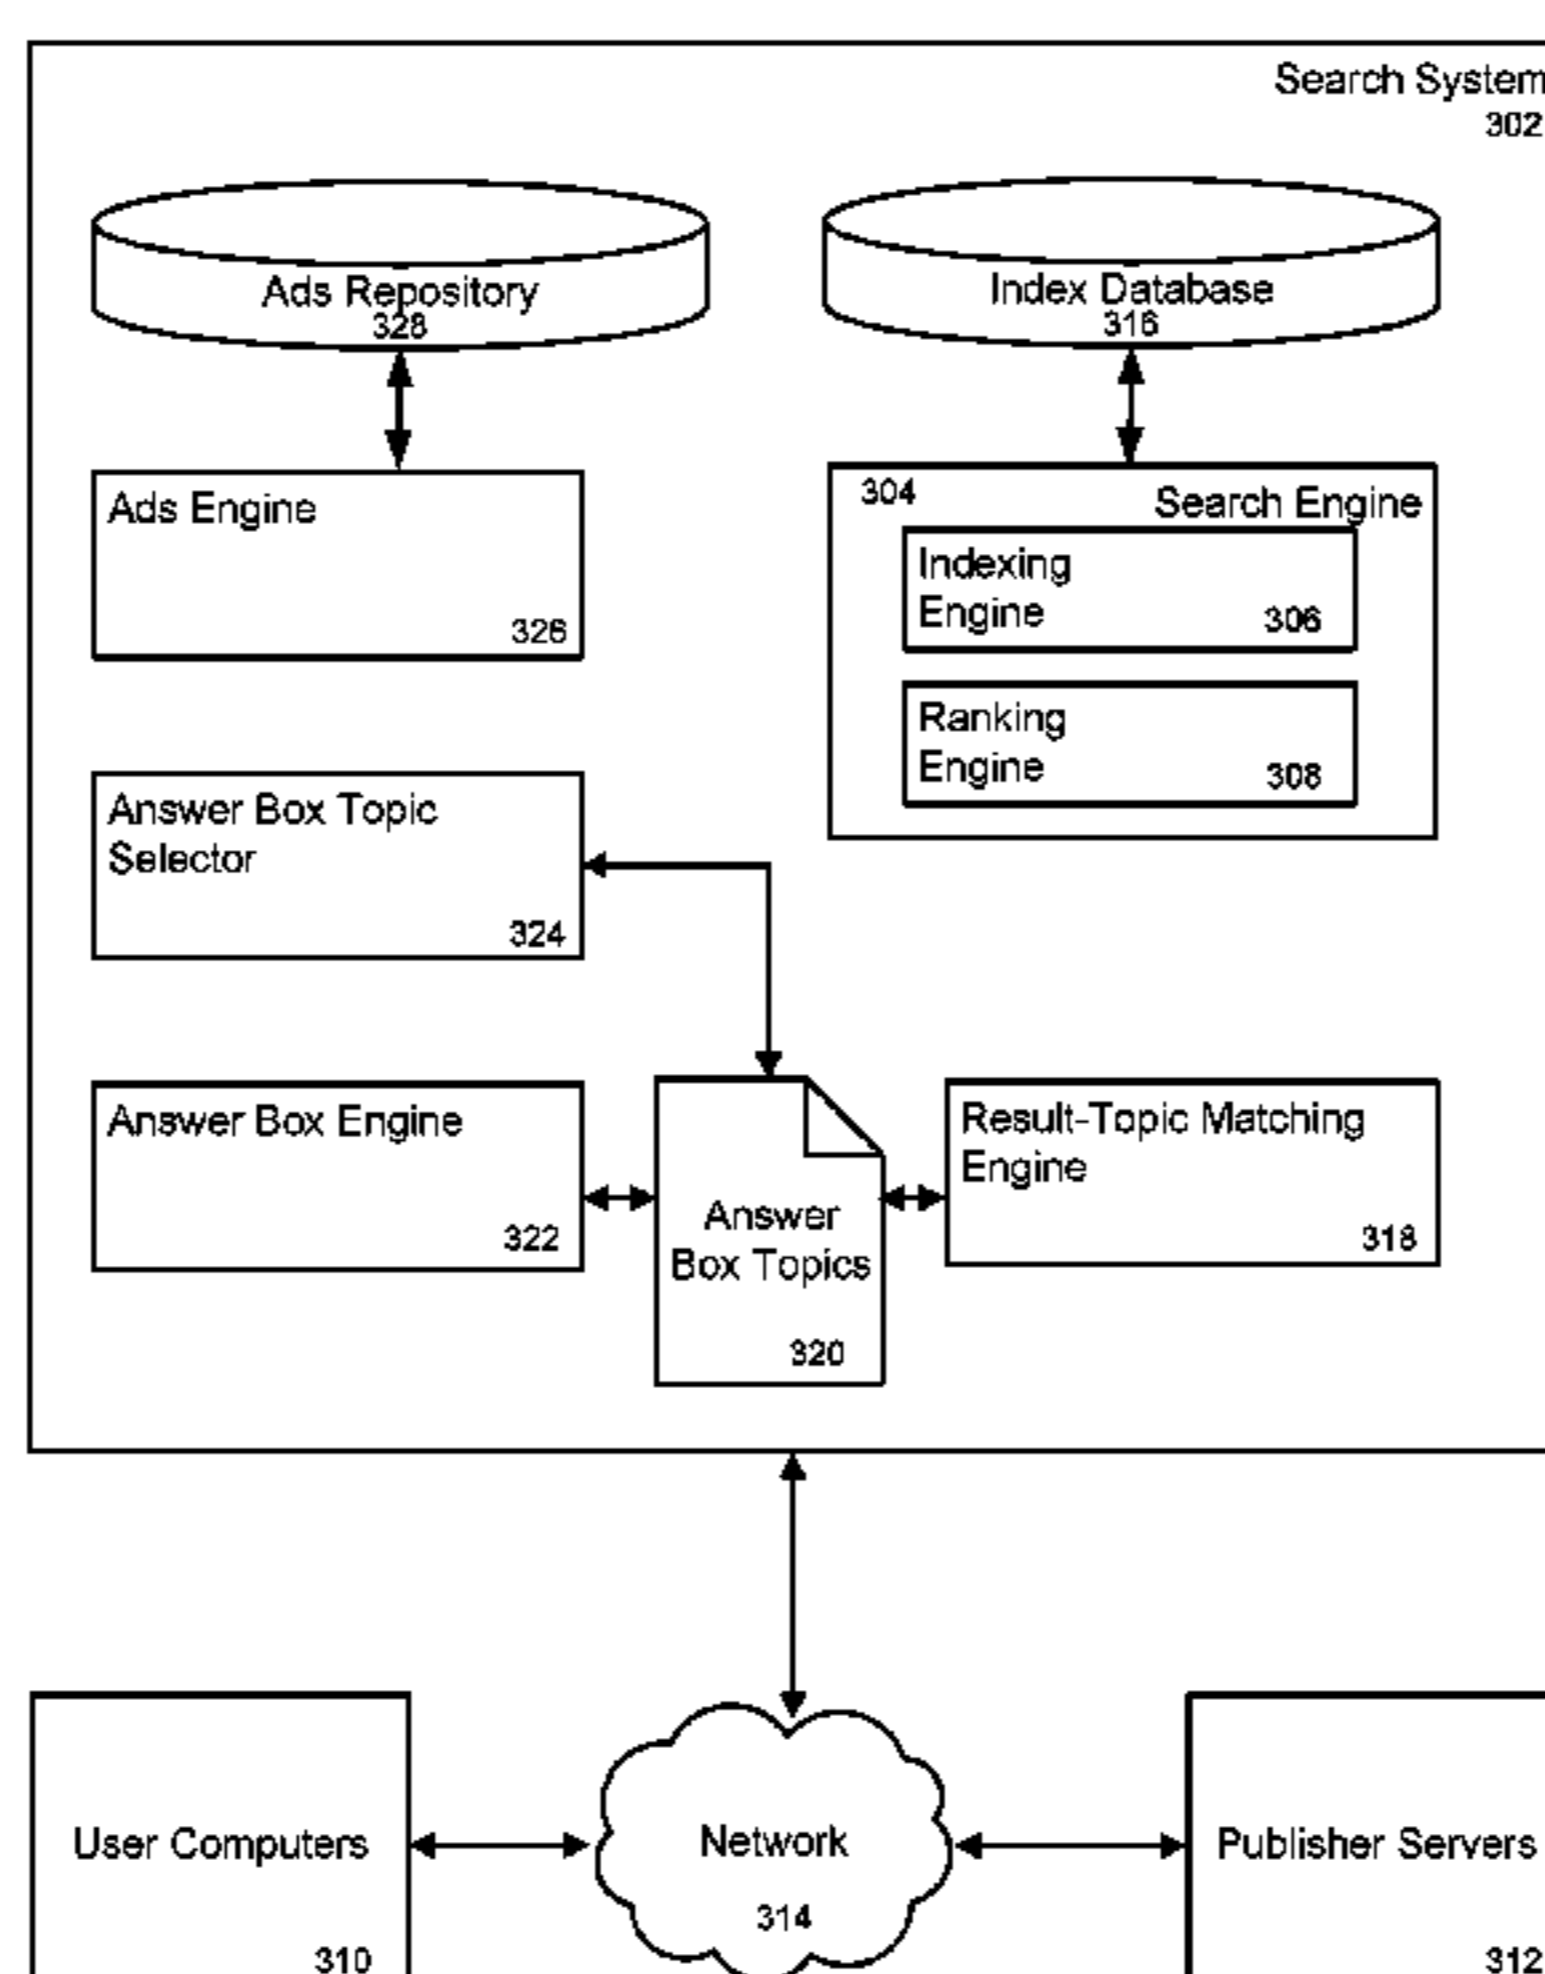 Search System
302
Ads Repository
328
Index Database
316
Ads Engine
326
304
Search Engine
Indexing
Engine
306
Ranking
Engine
308
Answer Box Topic
Selector
324
Answer Box Engine
322
Answer
Box Topics
320
Result-Topic Matching
Engine
318
User Computers
310
Network
314
Publisher Servers
312